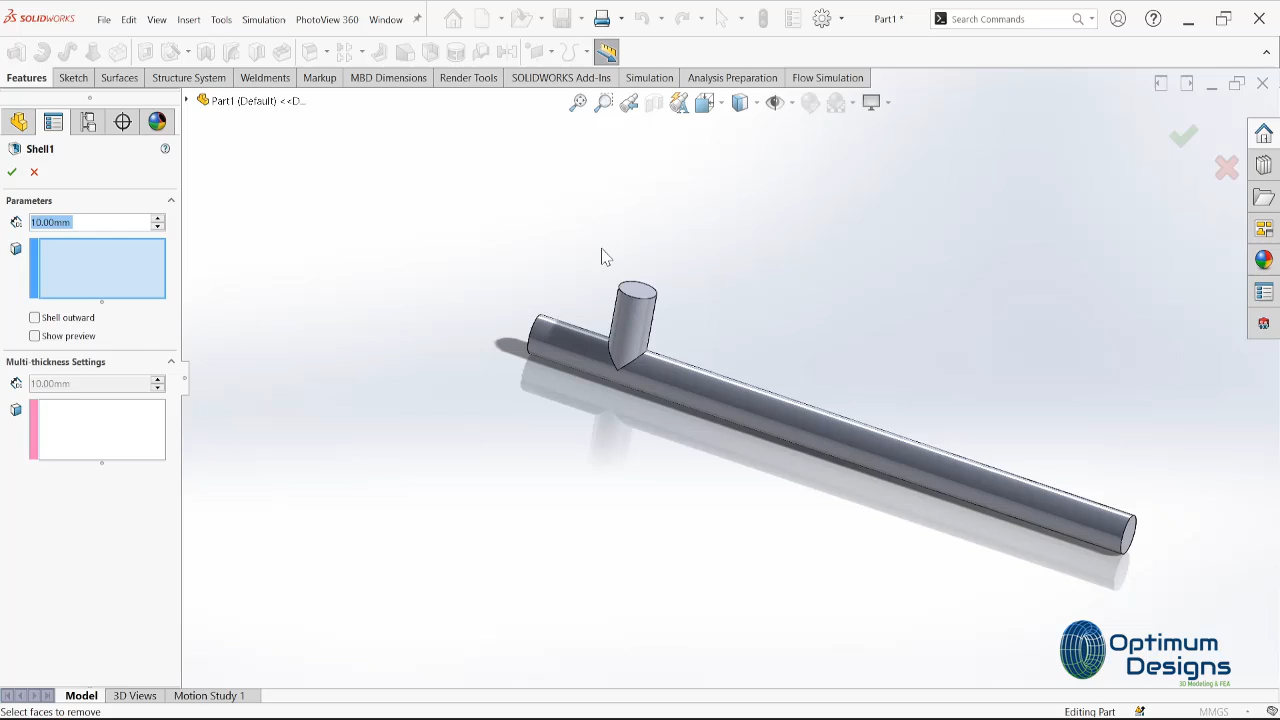 SOLIDWORKS File Edit View Insert Tools Simulation PhotoView 360 Window Part1 * Search Commands
Features Sketch Surfaces Structure System Weldments Markup MBD Dimensions Render Tools SOLIDWORKS Add-Ins Simulation Analysis Preparation Flow Simulation
Part1 (Default) <<D...
Shell1
Parameters
10.00mm
Shell outward
Show preview
Multi-thickness Settings
10.00mm
Optimum
Designs
3D Modeling & FEA
Model 3D Views Motion Study 1
Select faces to remove Editing Part MMGS